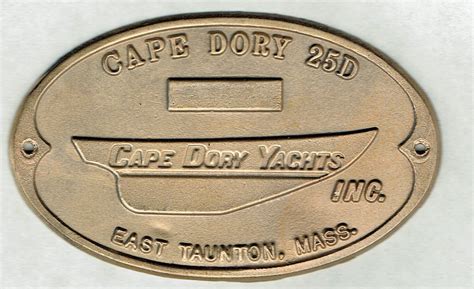 CAPE DORY 25D
CAPE DORY YACHTS
INC.
EAST TAUNTON, MASS.